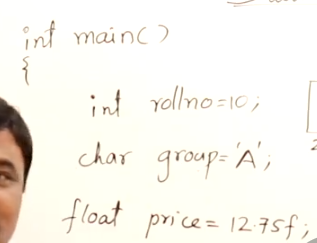 int main()
{
int rollno=10;
char group='A';
float price=12.75f;